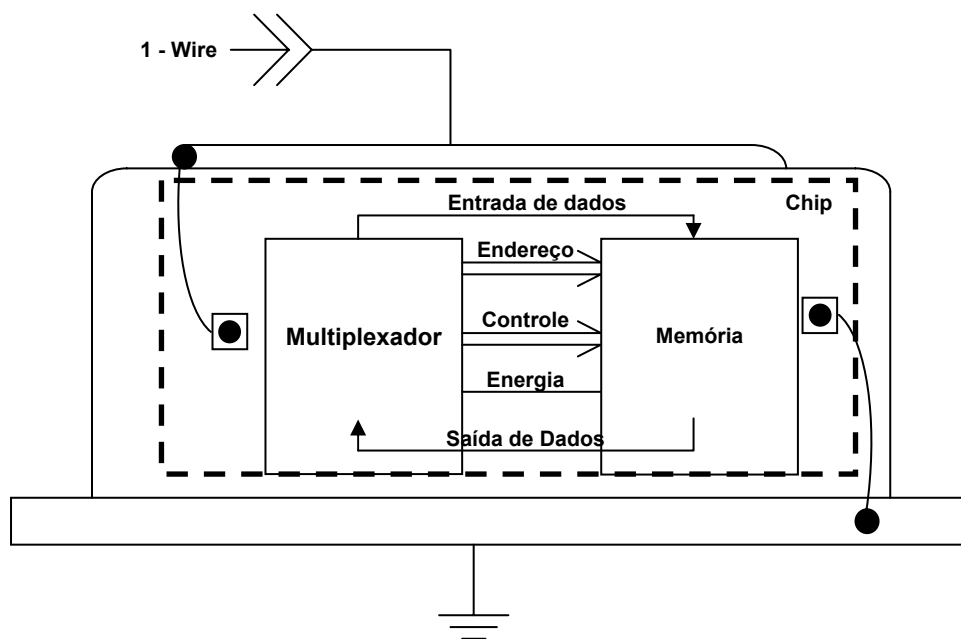 1 - Wire
Chip
Entrada de dados
Endereço
Multiplexador
Controle
Memória
Energia
Saída de Dados